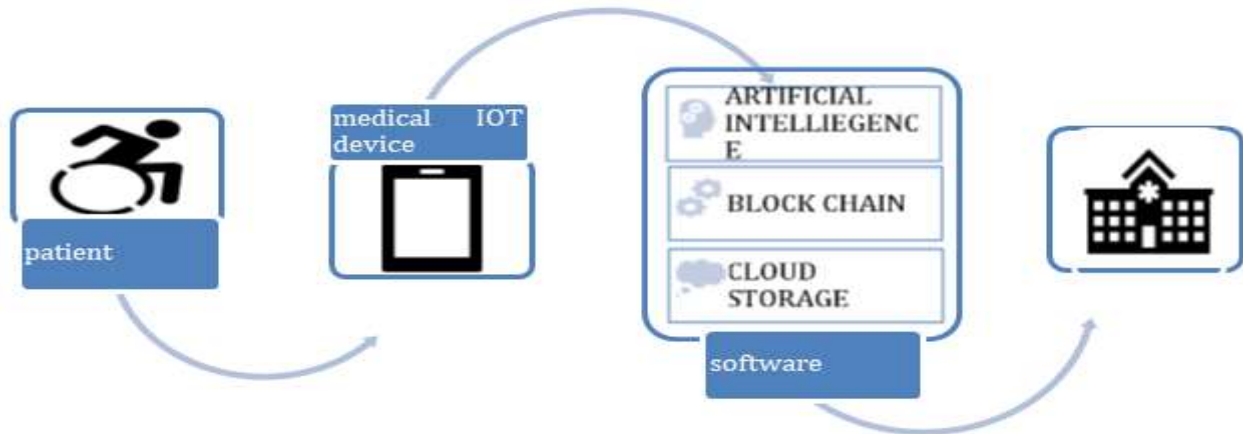 patient
medical IOT
device
ARTIFICIAL
INTELLIEGENC
E
BLOCK CHAIN
CLOUD
STORAGE
software